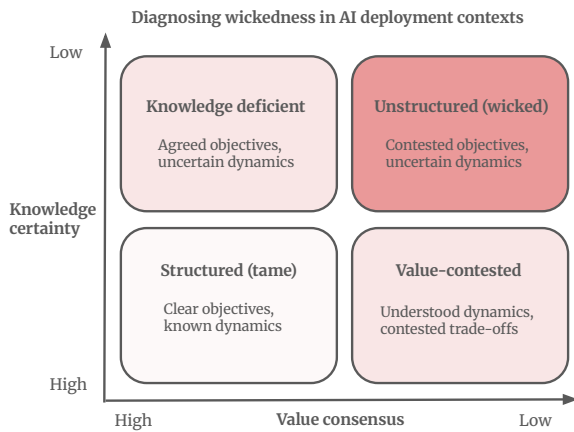 Diagnosing wickedness in AI deployment contexts
Low
Knowledge deficient
Agreed objectives,
uncertain dynamics
Unstructured (wicked)
Contested objectives,
uncertain dynamics
Knowledge
certainty
Structured (tame)
Clear objectives,
known dynamics
Value-contested
Understood dynamics,
contested trade-offs
High
High
Value consensus
Low